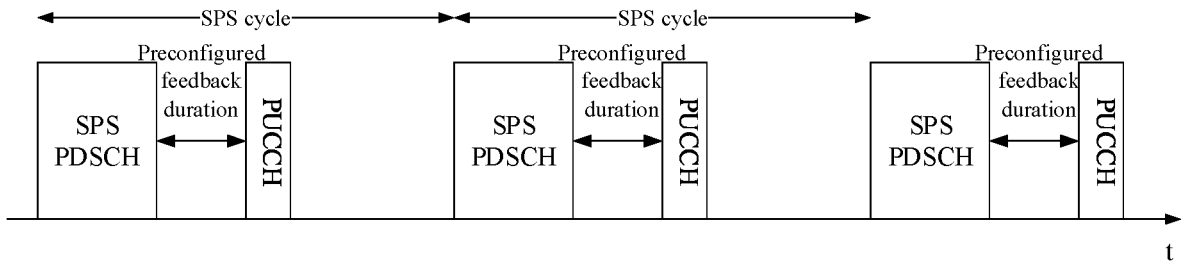 SPS cycle
SPS cycle
Preconfigured
feedback
duration
Preconfigured
feedback
duration
Preconfigured
feedback
duration
SPS
PDSCH
PUCCH
SPS
PDSCH
PUCCH
SPS
PDSCH
PUCCH
t